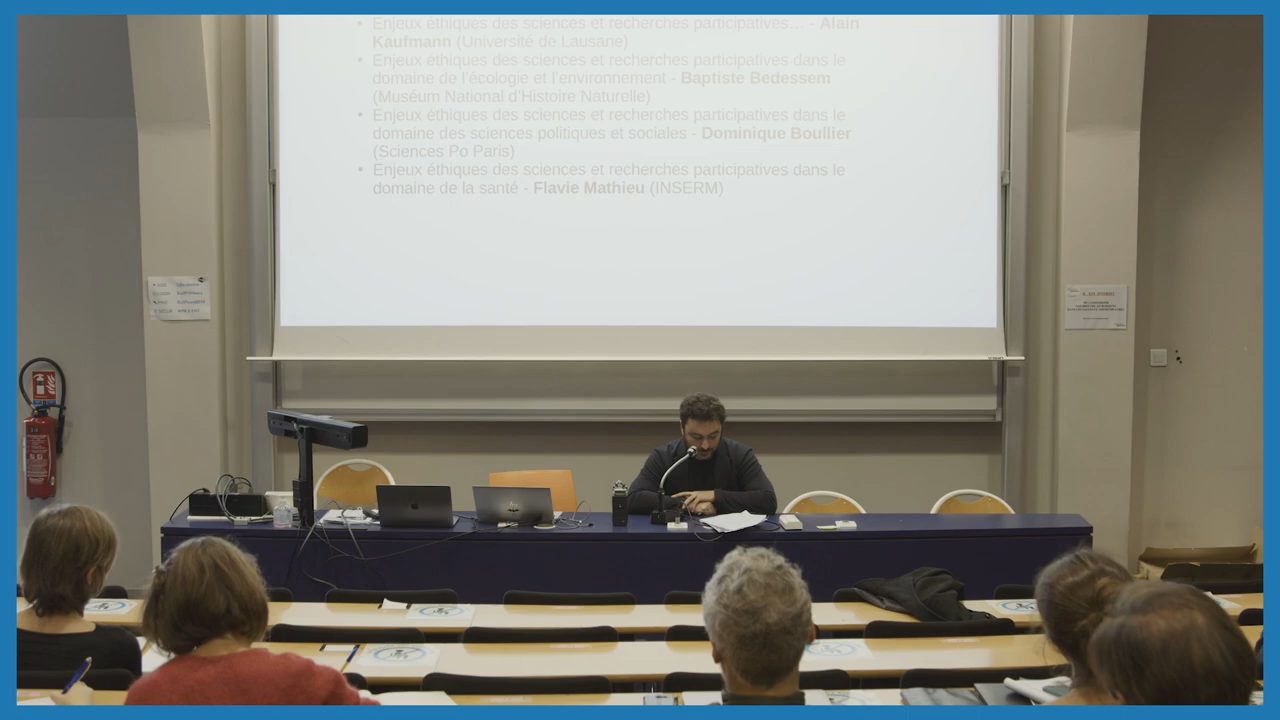 • Enjeux éthiques des sciences et recherches participatives... - Alain
Kaufmann (Université de Lausane)
• Enjeux éthiques des sciences et recherches participatives dans le
domaine de l'écologie et l'environnement - Baptiste Bedessem
(Muséum National d'Histoire Naturelle)
• Enjeux éthiques des sciences et recherches participatives dans le
domaine des sciences politiques et sociales - Dominique Boullier
(Sciences Po Paris)
• Enjeux éthiques des sciences et recherches participatives dans le
domaine de la santé - Flavie Mathieu (INSERM)